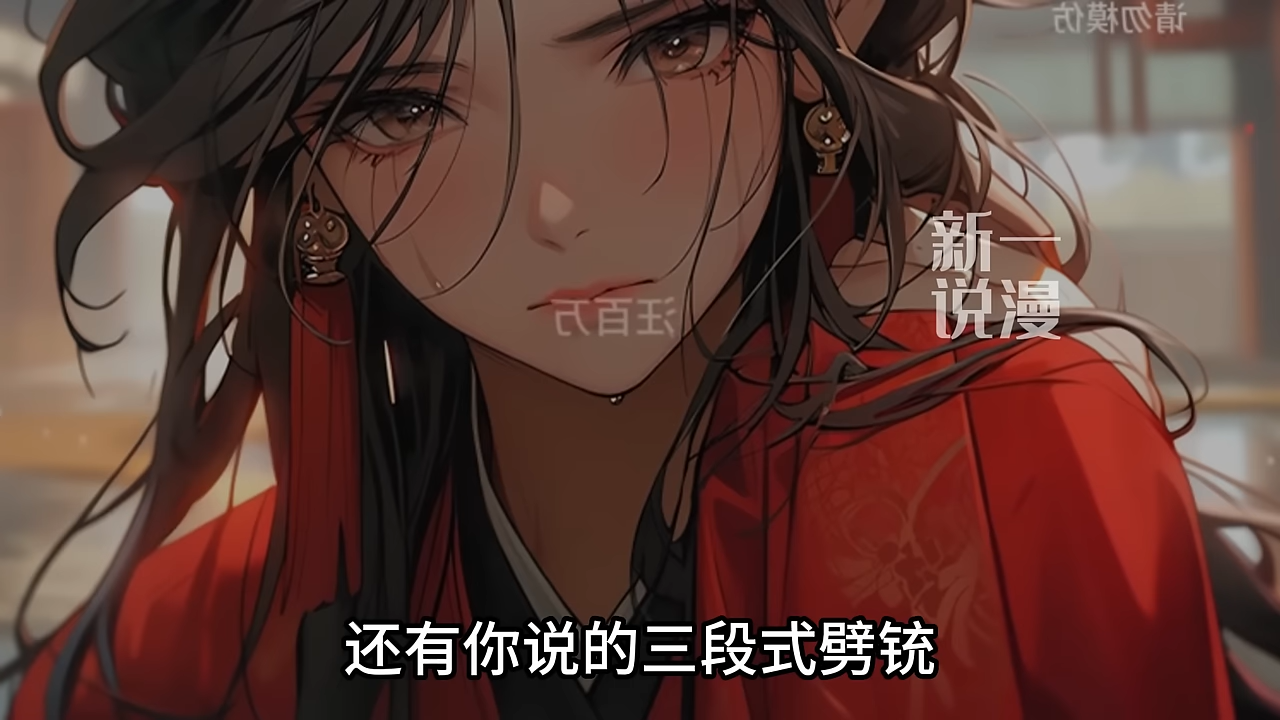 请勿模仿
新一
说漫
汪百万
还有你说的三段式劈铳